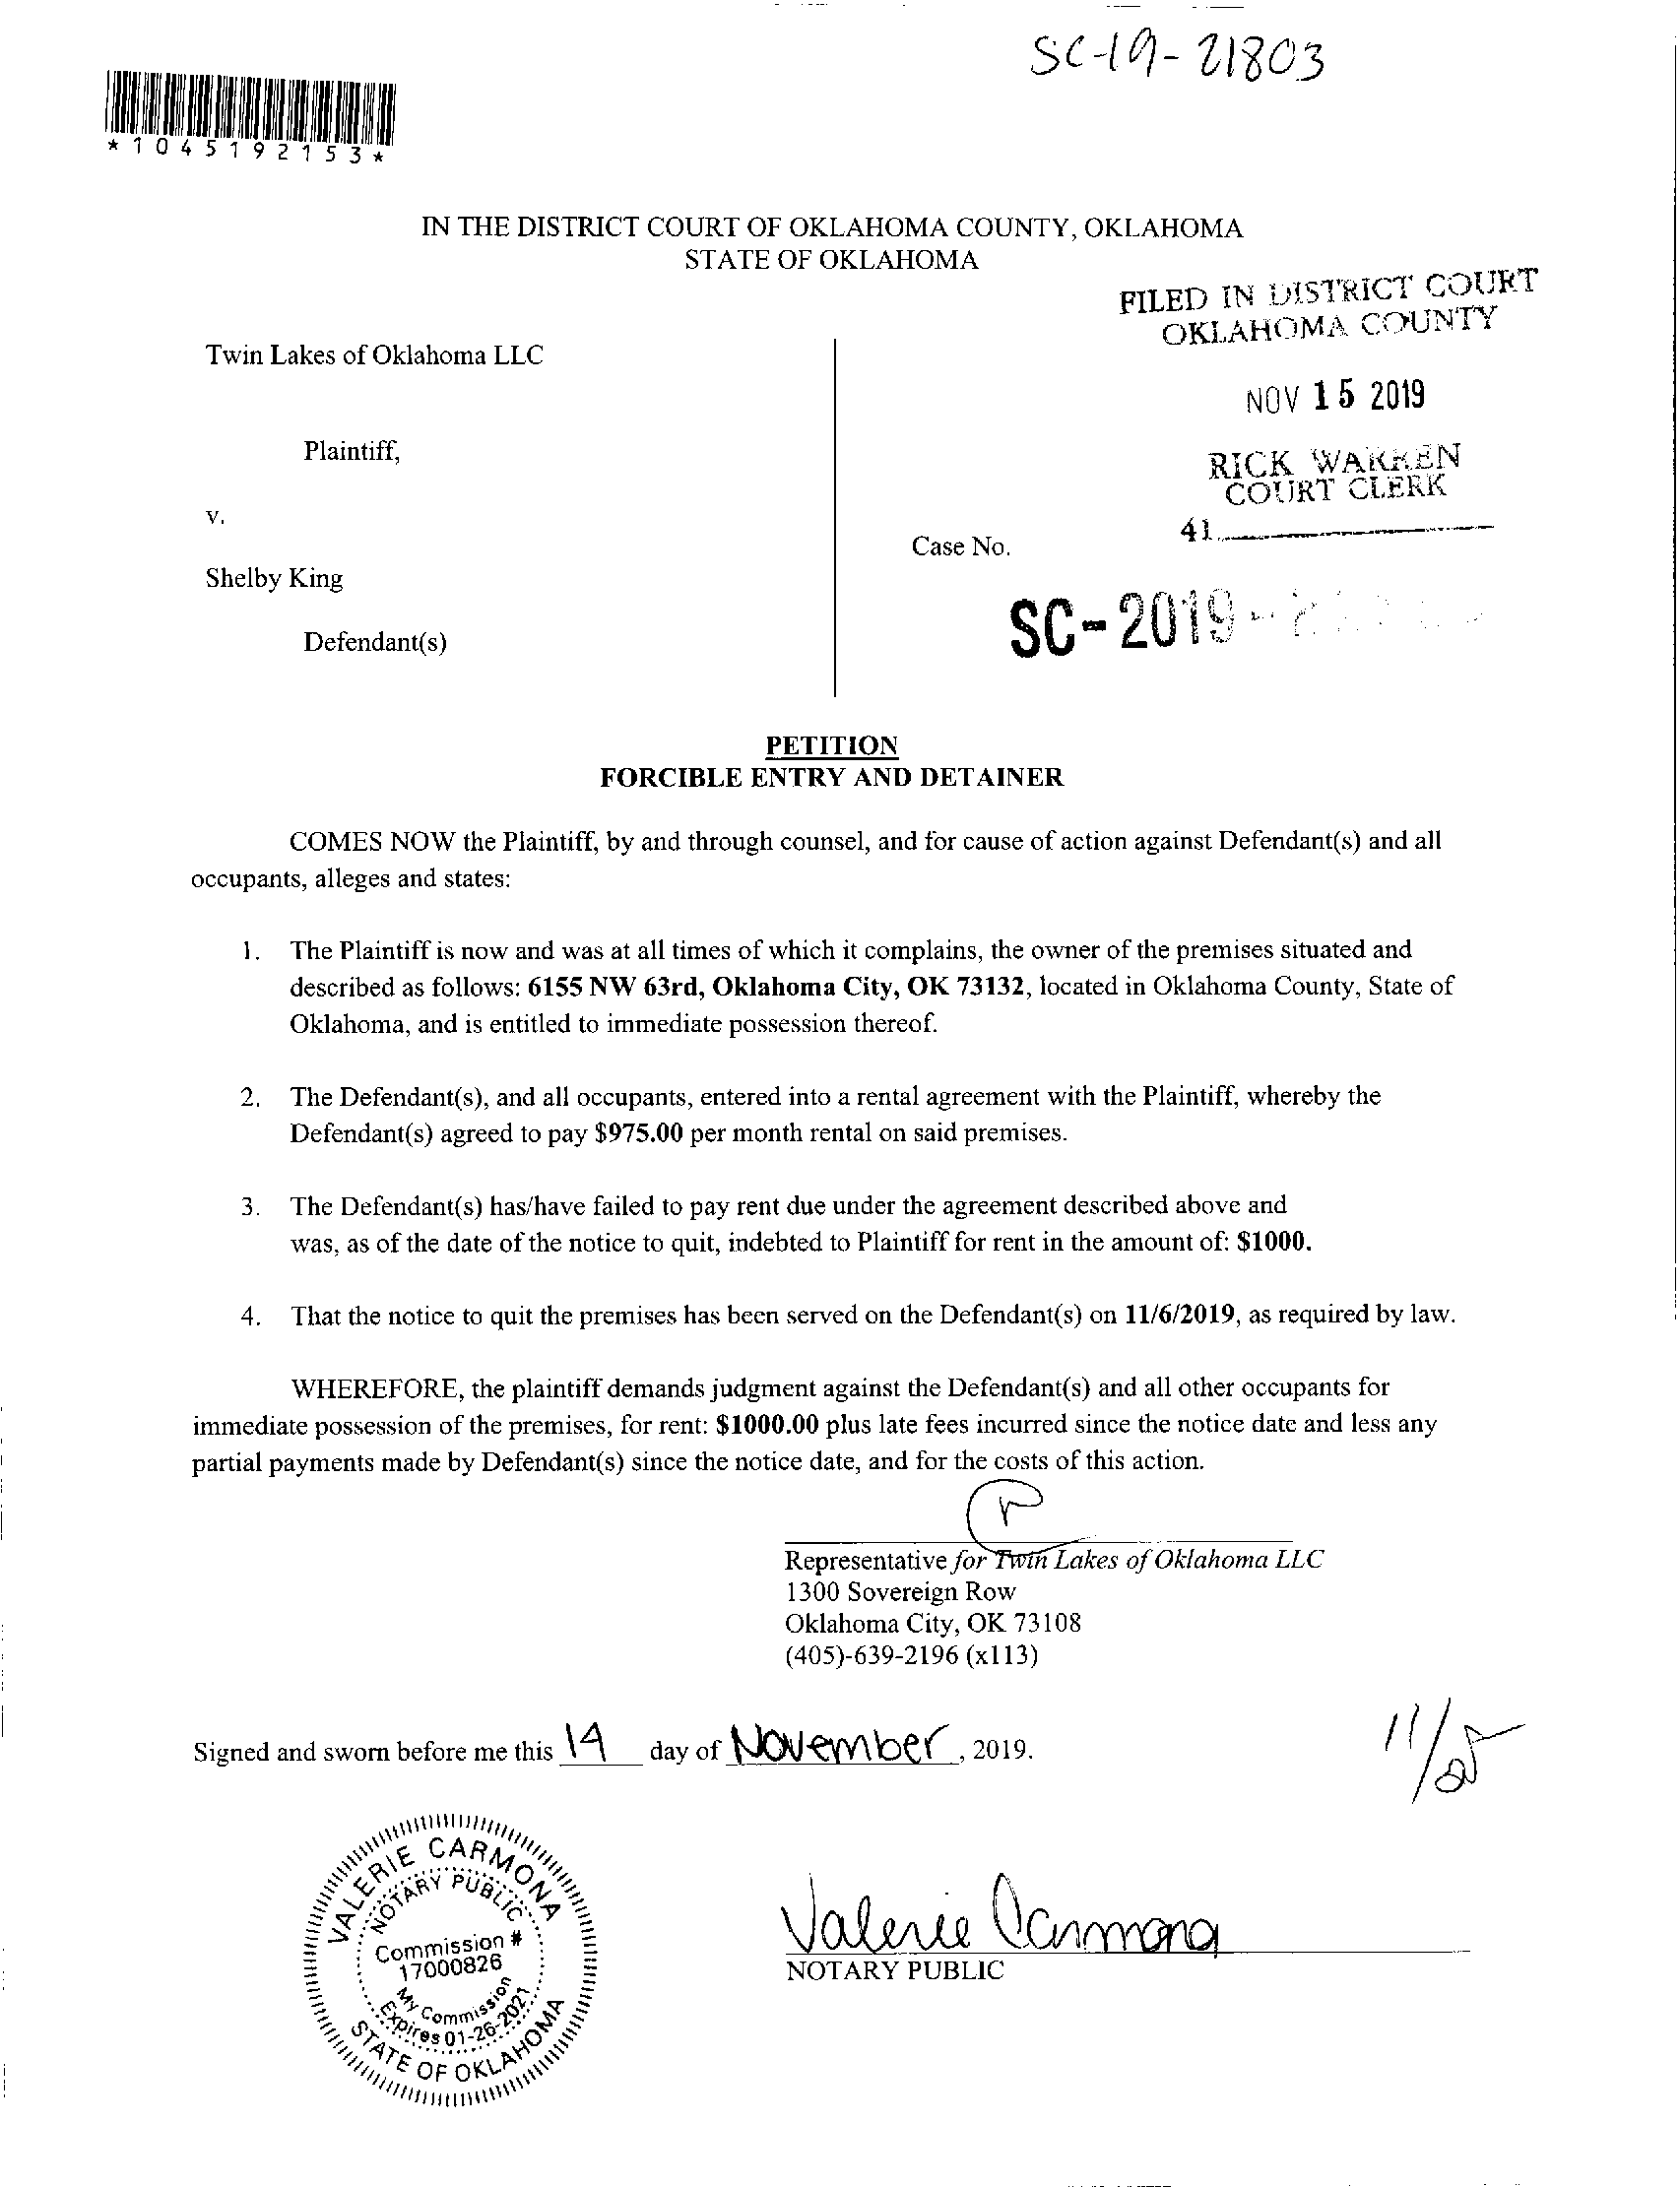 SC-19-21803
*1045192153*
IN THE DISTRICT COURT OF OKLAHOMA COUNTY, OKLAHOMA
STATE OF OKLAHOMA
FILED IN DISTRICT COURT
OKLAHOMA COUNTY
Twin Lakes of Oklahoma LLC
NOV 15 2019
Plaintiff,
RICK WARREN
COURT CLERK
v.
41
Case No.
Shelby King
SC-2019-
Defendant(s)
PETITION
FORCIBLE ENTRY AND DETAINER
COMES NOW the Plaintiff, by and through counsel, and for cause of action against Defendant(s) and all
occupants, alleges and states:
1. The Plaintiff is now and was at all times of which it complains, the owner of the premises situated and
described as follows: 6155 NW 63rd, Oklahoma City, OK 73132, located in Oklahoma County, State of
Oklahoma, and is entitled to immediate possession thereof.
2. The Defendant(s), and all occupants, entered into a rental agreement with the Plaintiff, whereby the
Defendant(s) agreed to pay $975.00 per month rental on said premises.
3. The Defendant(s) has/have failed to pay rent due under the agreement described above and
was, as of the date of the notice to quit, indebted to Plaintiff for rent in the amount of: $1000.
4. That the notice to quit the premises has been served on the Defendant(s) on 11/6/2019, as required by law.
WHEREFORE, the plaintiff demands judgment against the Defendant(s) and all other occupants for
immediate possession of the premises, for rent: $1000.00 plus late fees incurred since the notice date and less any
partial payments made by Defendant(s) since the notice date, and for the costs of this action.
Representative for Twin Lakes of Oklahoma LLC
1300 Sovereign Row
Oklahoma City, OK 73108
(405)-639-2196 (x113)
Signed and sworn before me this 14 day of November, 2019.
11/25
VALERIE CARMONA
NOTARY PUBLIC
Commission #
17000826
My Commission
Expires 01-26-2021
STATE OF OKLAHOMA
Valerie Carmona
NOTARY PUBLIC